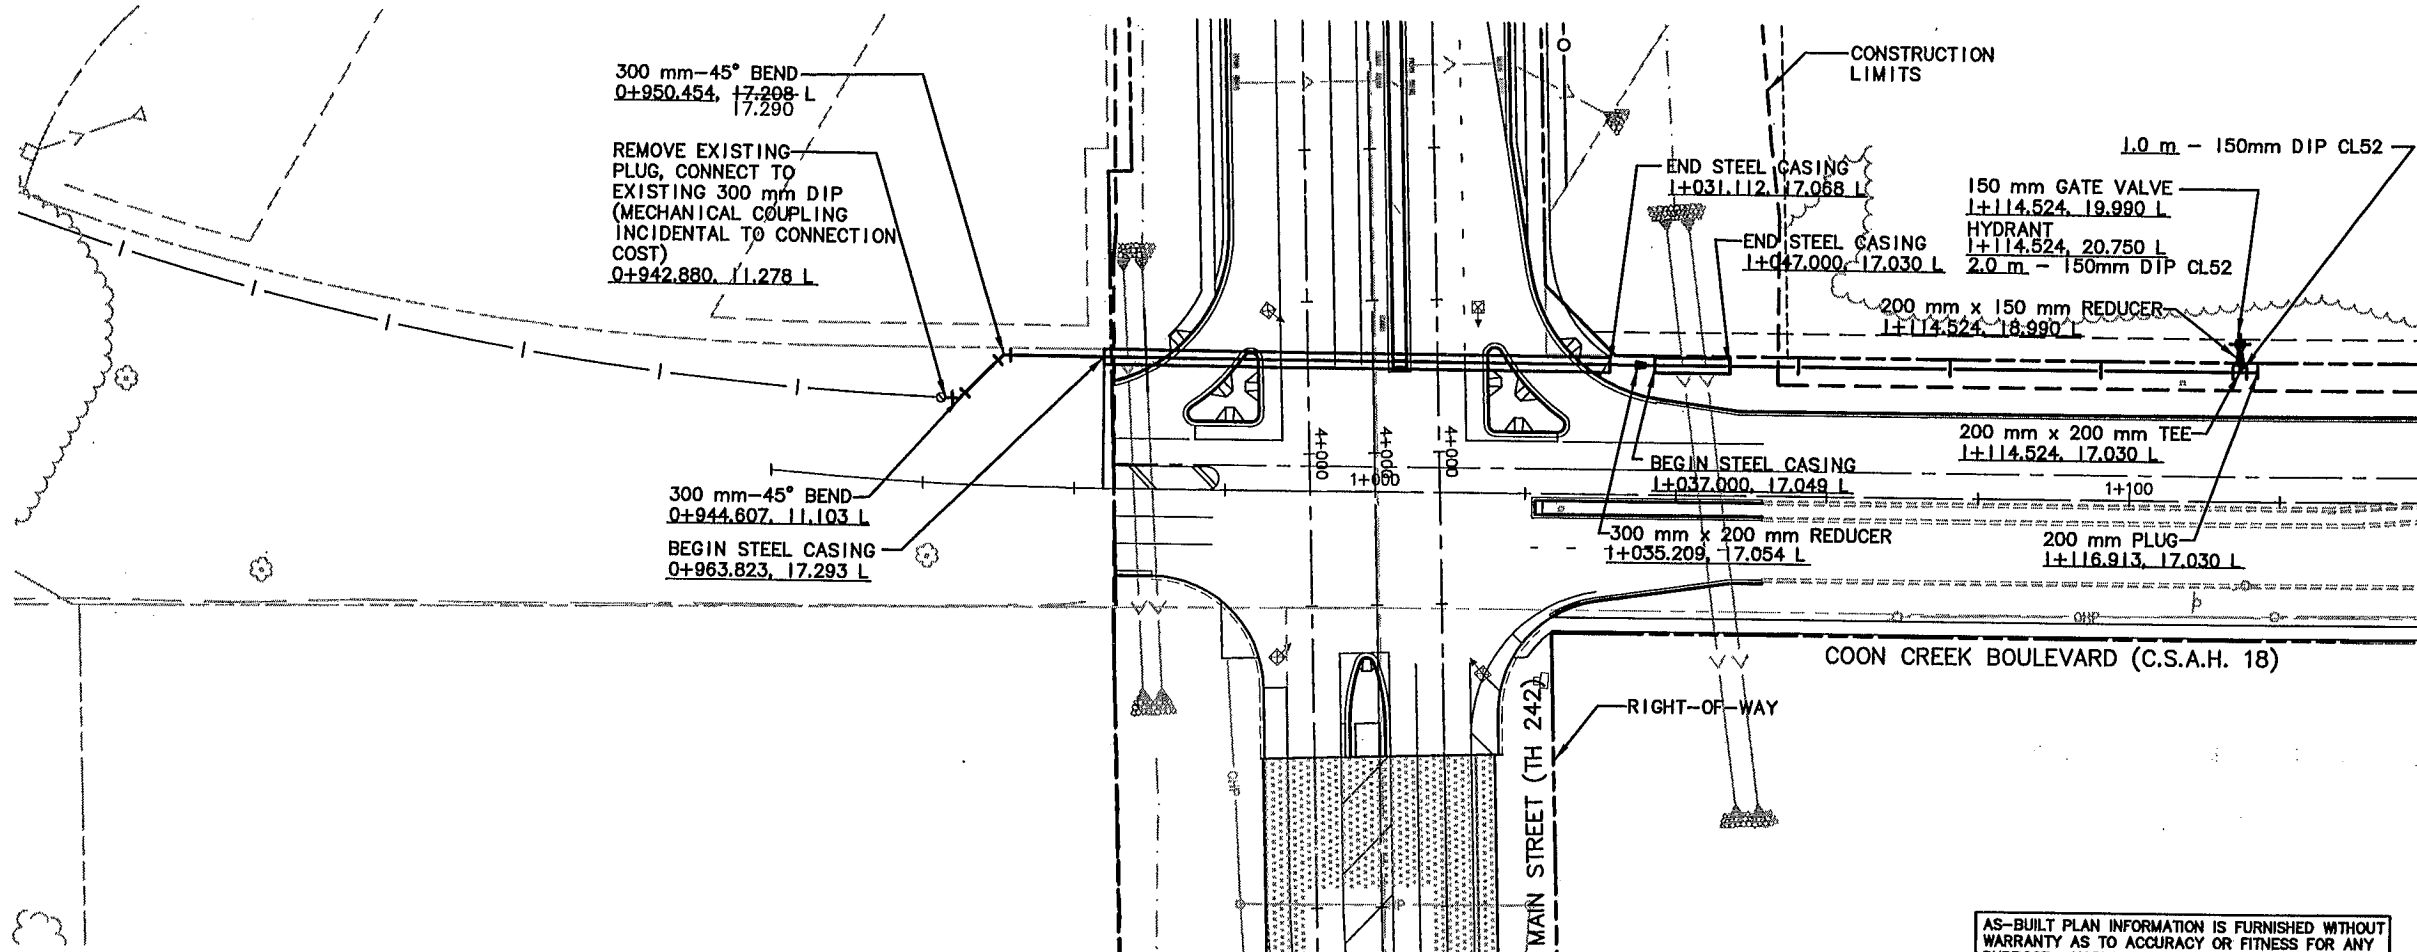 300 mm-45° BEND
0+950.454, 17.208 L
17.290
REMOVE EXISTING
PLUG, CONNECT TO
EXISTING 300 mm DIP
(MECHANICAL COUPLING
INCIDENTAL TO CONNECTION
COST)
0+942.880, 11.278 L
300 mm-45° BEND
0+944.607, 11.103 L
BEGIN STEEL CASING
0+963.823, 17.293 L
CONSTRUCTION
LIMITS
END STEEL CASING
1+031.112, 17.068 L
END STEEL CASING
1+047.000, 17.030 L
1.0 m - 150mm DIP CL52
150 mm GATE VALVE
1+114.524, 19.990 L
HYDRANT
1+114.524, 20.750 L
2.0 m - 150mm DIP CL52
200 mm x 150 mm REDUCER
1+114.524, 18.990 L
200 mm x 200 mm TEE
1+114.524, 17.030 L
4+000
4+000
4+000
1+000
BEGIN STEEL CASING
1+037.000, 17.049 L
1+100
300 mm x 200 mm REDUCER
1+035.209, 17.054 L
200 mm PLUG
1+116.913, 17.030 L
OHP
COON CREEK BOULEVARD (C.S.A.H. 18)
RIGHT-OF-WAY
MAIN STREET (TH 242)
OHP
AS-BUILT PLAN INFORMATION IS FURNISHED WITHOUT
WARRANTY AS TO ACCURACY OR FITNESS FOR ANY